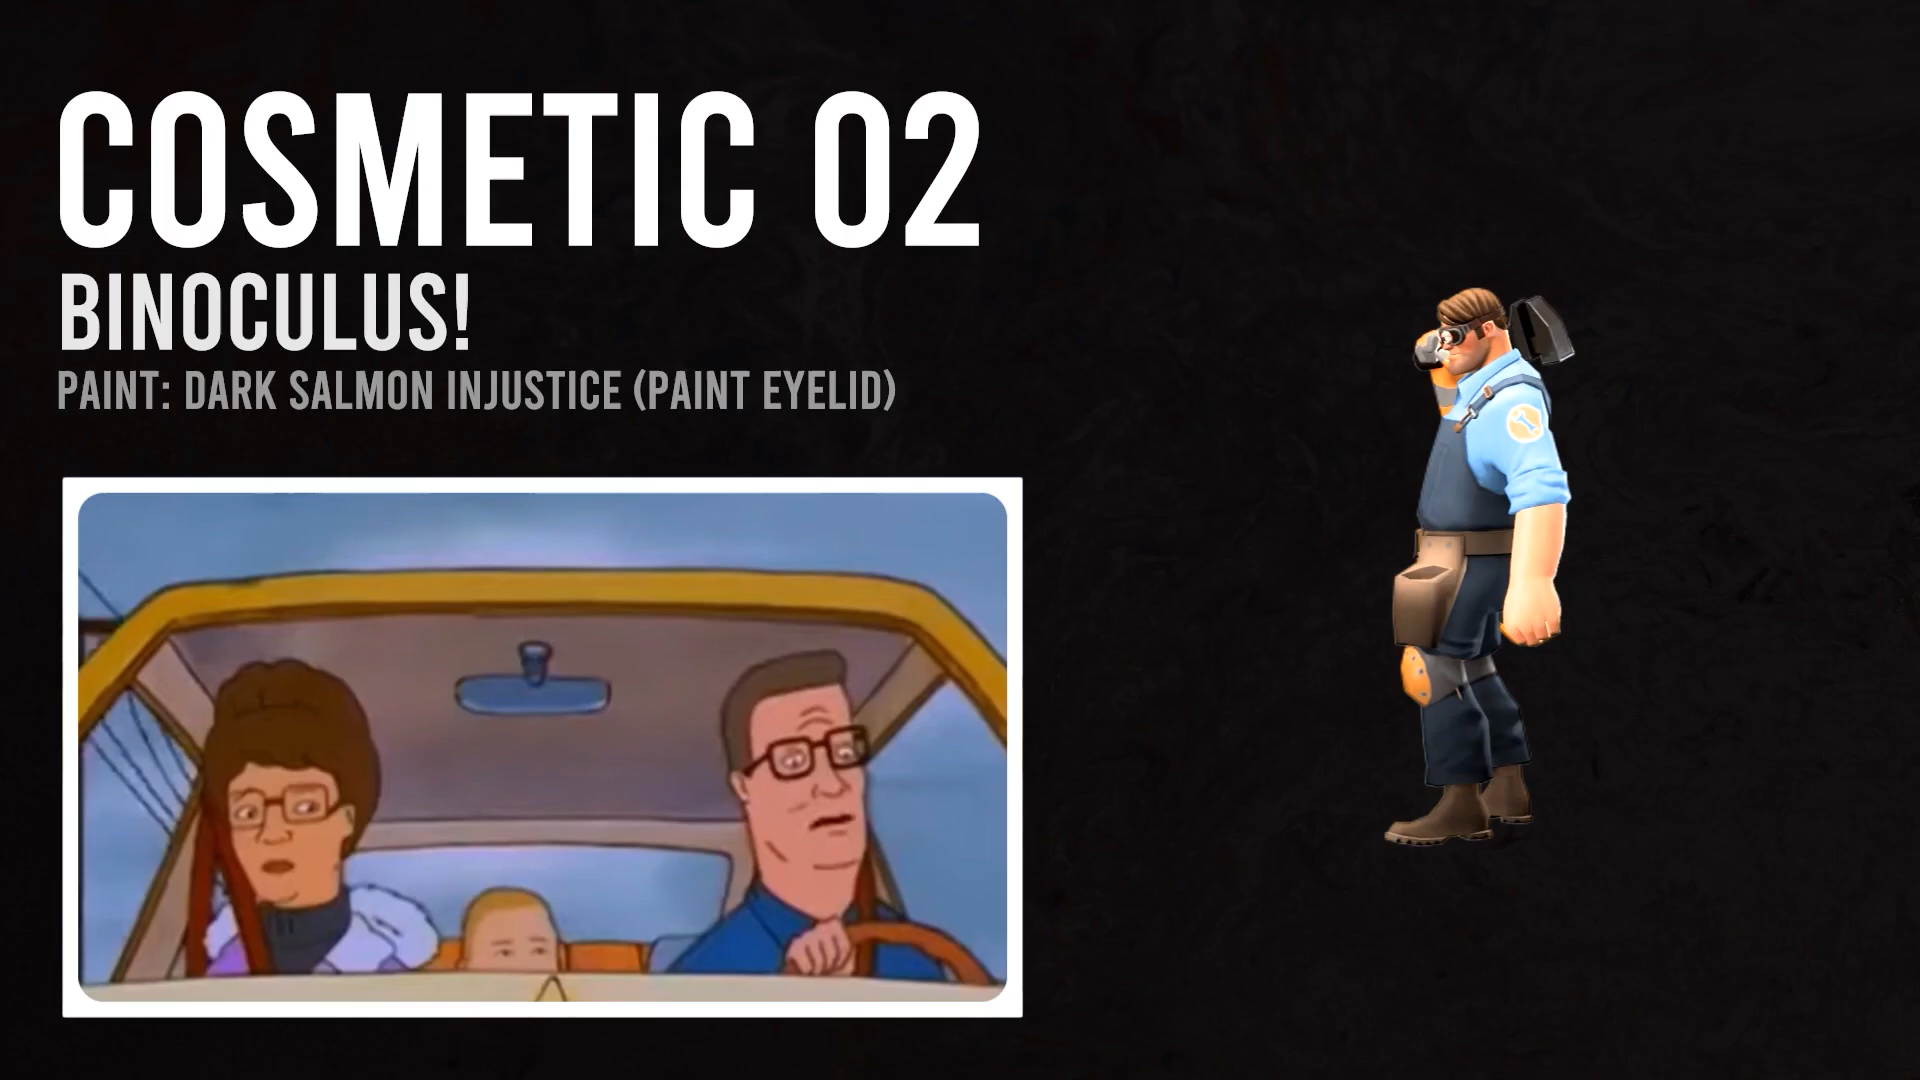 COSMETIC 02
BINOCULUS!
PAINT: DARK SALMON INJUSTICE (PAINT EYELID)